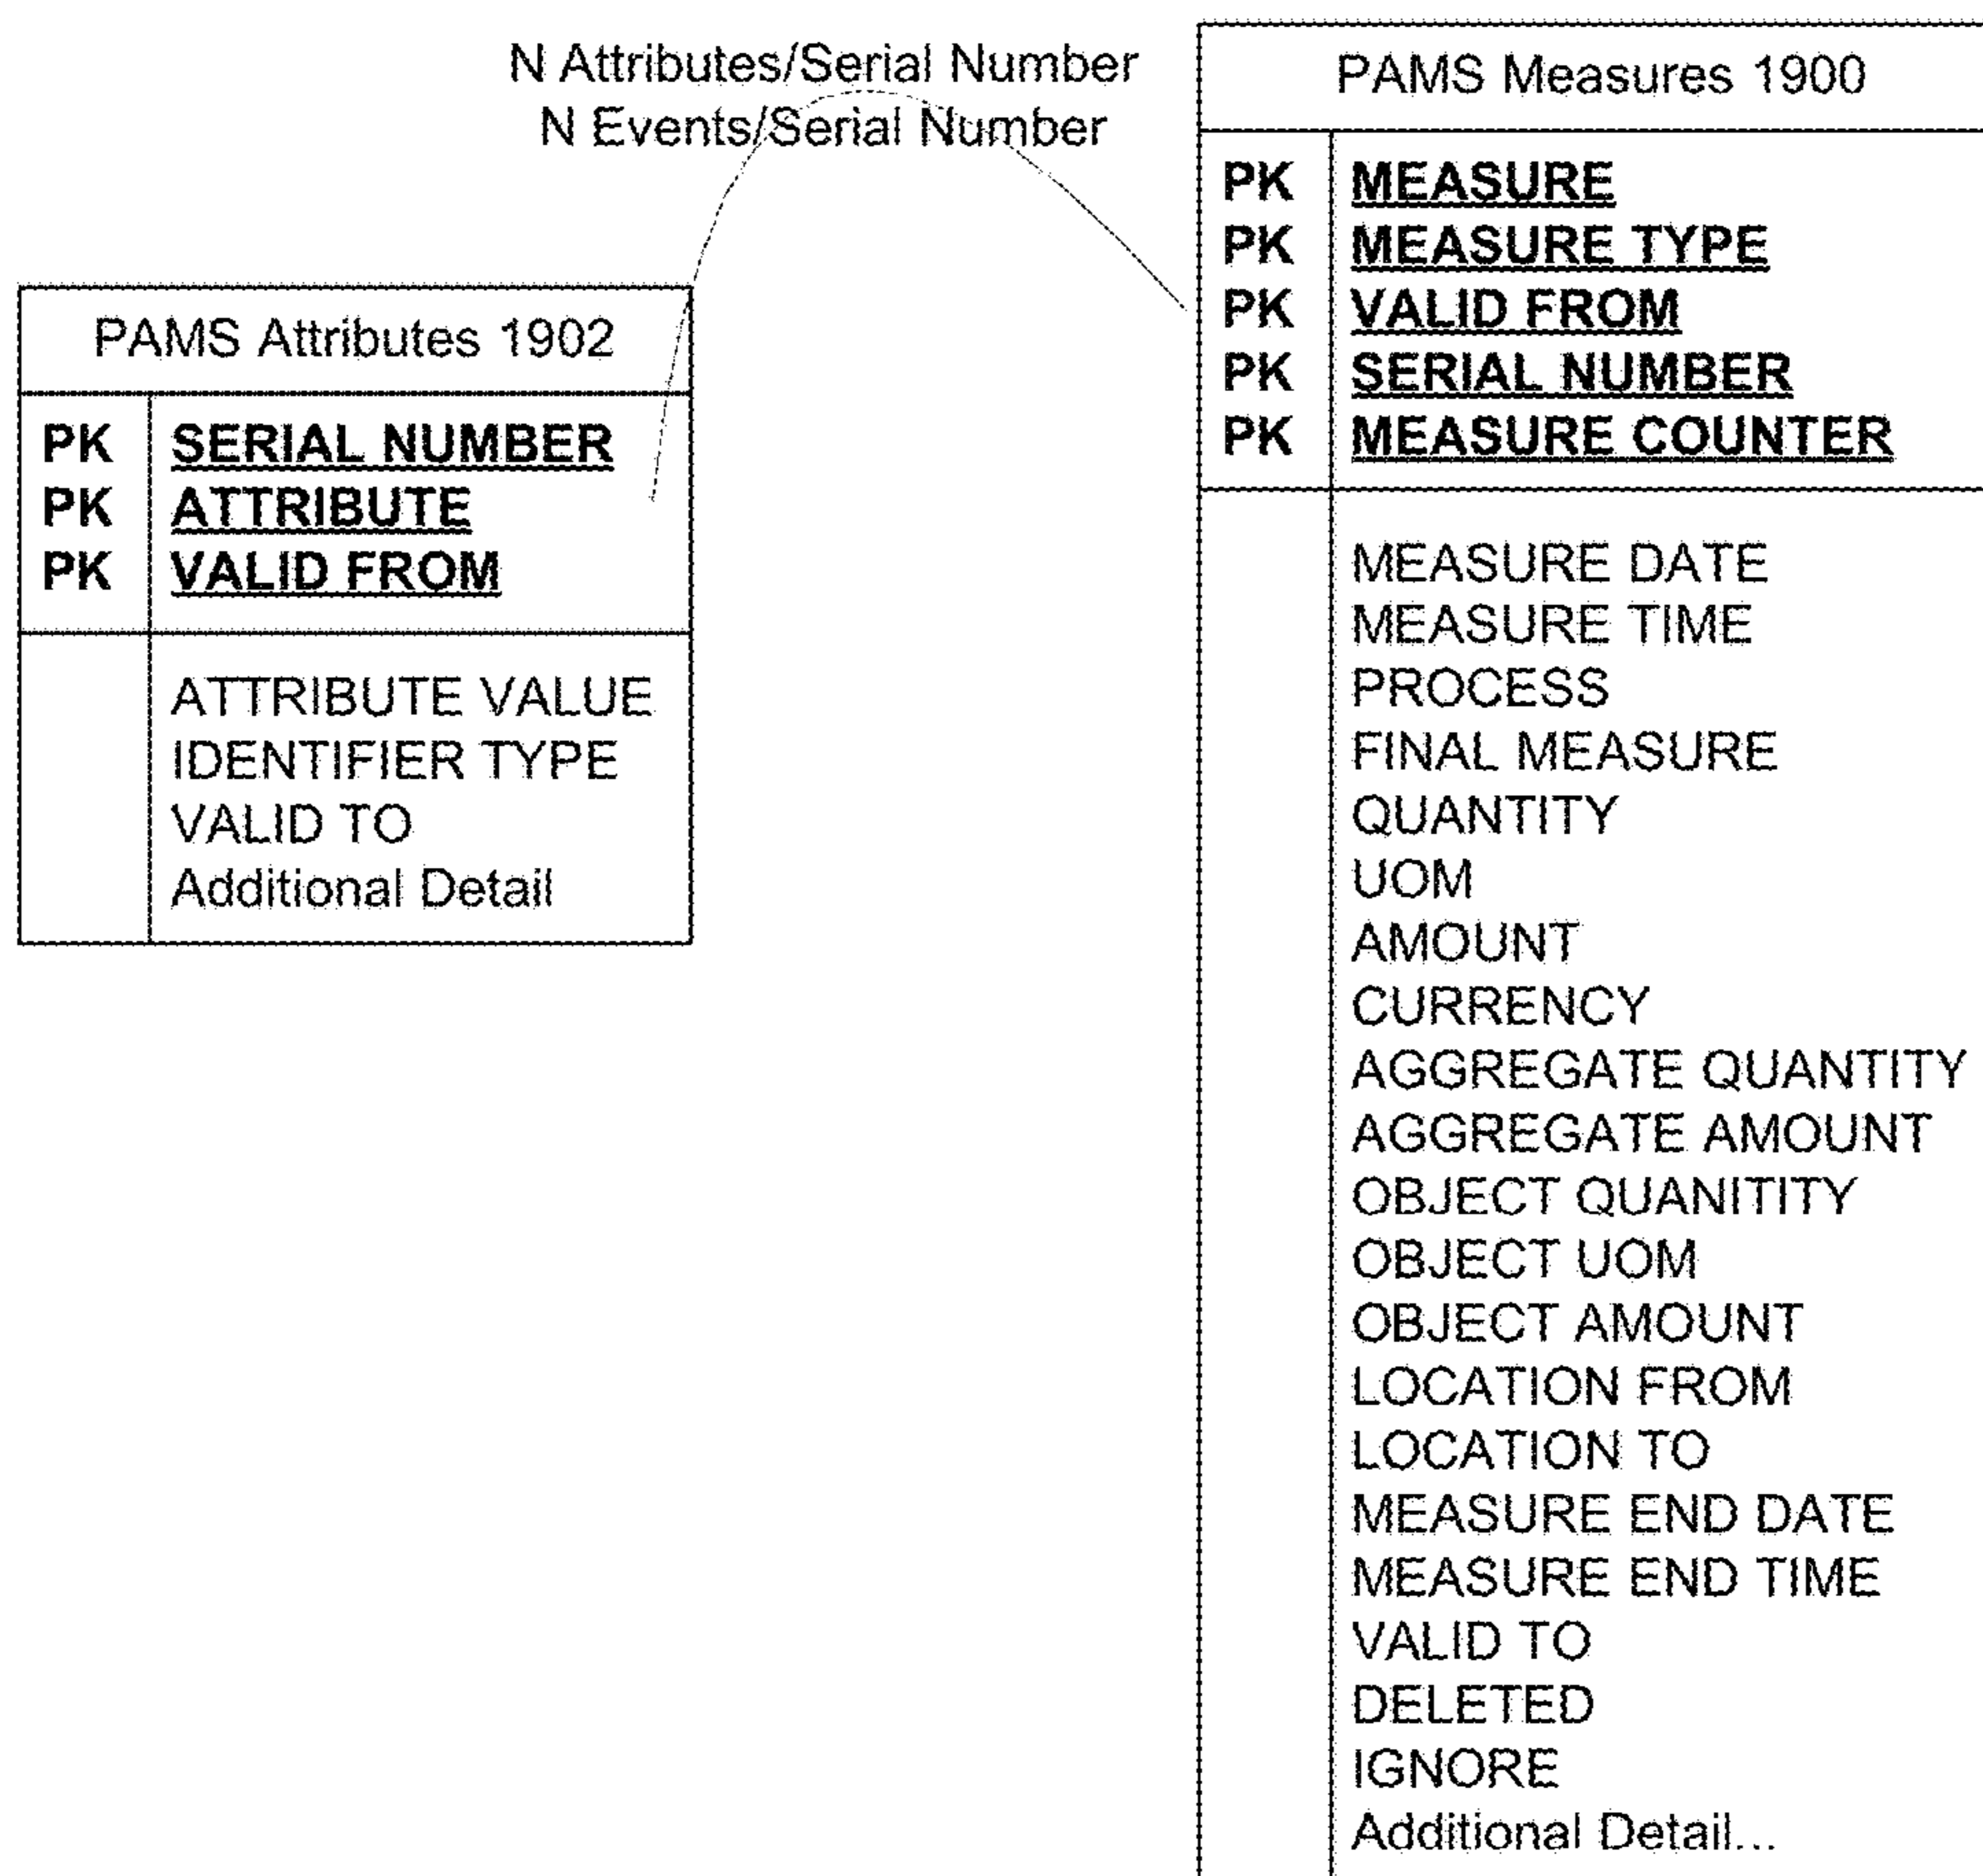 N Attributes/Serial Number
N Events/Serial Number
PAMS Attributes 1902
PK SERIAL NUMBER
PK ATTRIBUTE
PK VALID FROM
ATTRIBUTE VALUE
IDENTIFIER TYPE
VALID TO
Additional Detail
PAMS Measures 1900
PK MEASURE
PK MEASURE TYPE
PK VALID FROM
PK SERIAL NUMBER
PK MEASURE COUNTER
MEASURE DATE
MEASURE TIME
PROCESS
FINAL MEASURE
QUANTITY
UOM
AMOUNT
CURRENCY
AGGREGATE QUANTITY
AGGREGATE AMOUNT
OBJECT QUANITITY
OBJECT UOM
OBJECT AMOUNT
LOCATION FROM
LOCATION TO
MEASURE END DATE
MEASURE END TIME
VALID TO
DELETED
IGNORE
Additional Detail...